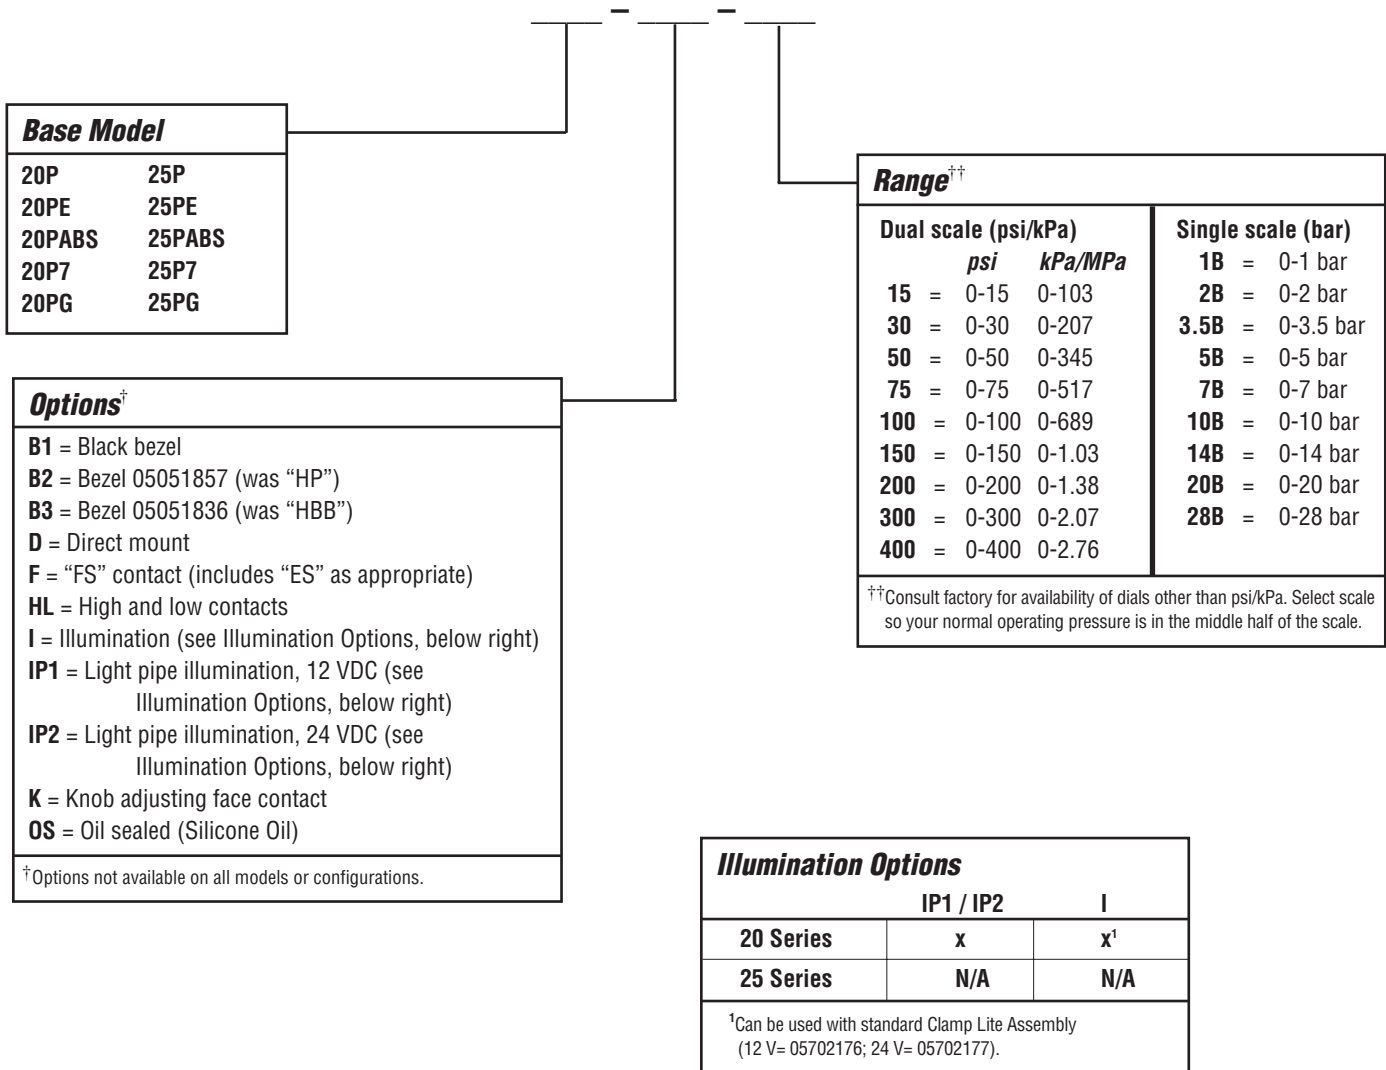 ____ – ____ – ____
Base Model
20P 25P
20PE 25PE
20PABS 25PABS
20P7 25P7
20PG 25PG
Options†
B1 = Black bezel
B2 = Bezel 05051857 (was “HP”)
B3 = Bezel 05051836 (was “HBB”)
D = Direct mount
F = “FS” contact (includes “ES” as appropriate)
HL = High and low contacts
I = Illumination (see Illumination Options, below right)
IP1 = Light pipe illumination, 12 VDC (see
Illumination Options, below right)
IP2 = Light pipe illumination, 24 VDC (see
Illumination Options, below right)
K = Knob adjusting face contact
OS = Oil sealed (Silicone Oil)
†Options not available on all models or configurations.
Range††
Dual scale (psi/kPa)
psi kPa/MPa
15 = 0-15 0-103
30 = 0-30 0-207
50 = 0-50 0-345
75 = 0-75 0-517
100 = 0-100 0-689
150 = 0-150 0-1.03
200 = 0-200 0-1.38
300 = 0-300 0-2.07
400 = 0-400 0-2.76
Single scale (bar)
1B = 0-1 bar
2B = 0-2 bar
3.5B = 0-3.5 bar
5B = 0-5 bar
7B = 0-7 bar
10B = 0-10 bar
14B = 0-14 bar
20B = 0-20 bar
28B = 0-28 bar
††Consult factory for availability of dials other than psi/kPa. Select scale
so your normal operating pressure is in the middle half of the scale.
Illumination Options
IP1 / IP2 I
20 Series x x¹
25 Series N/A N/A
¹Can be used with standard Clamp Lite Assembly
(12 V= 05702176; 24 V= 05702177).